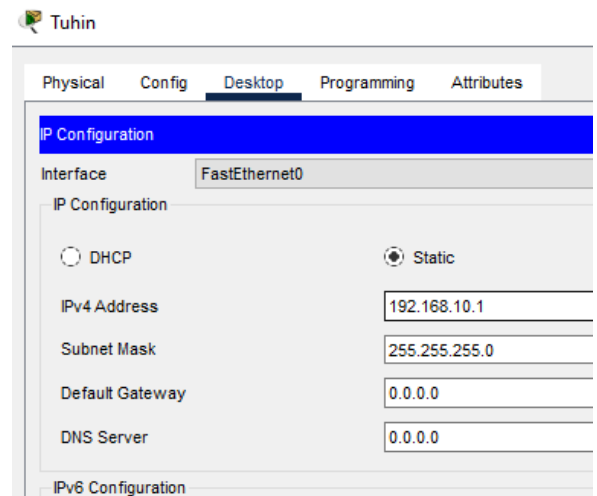 Tuhin
Physical Config Desktop Programming Attributes
IP Configuration
Interface FastEthernet0
IP Configuration
DHCP Static
IPv4 Address 192.168.10.1
Subnet Mask 255.255.255.0
Default Gateway 0.0.0.0
DNS Server 0.0.0.0
IPv6 Configuration